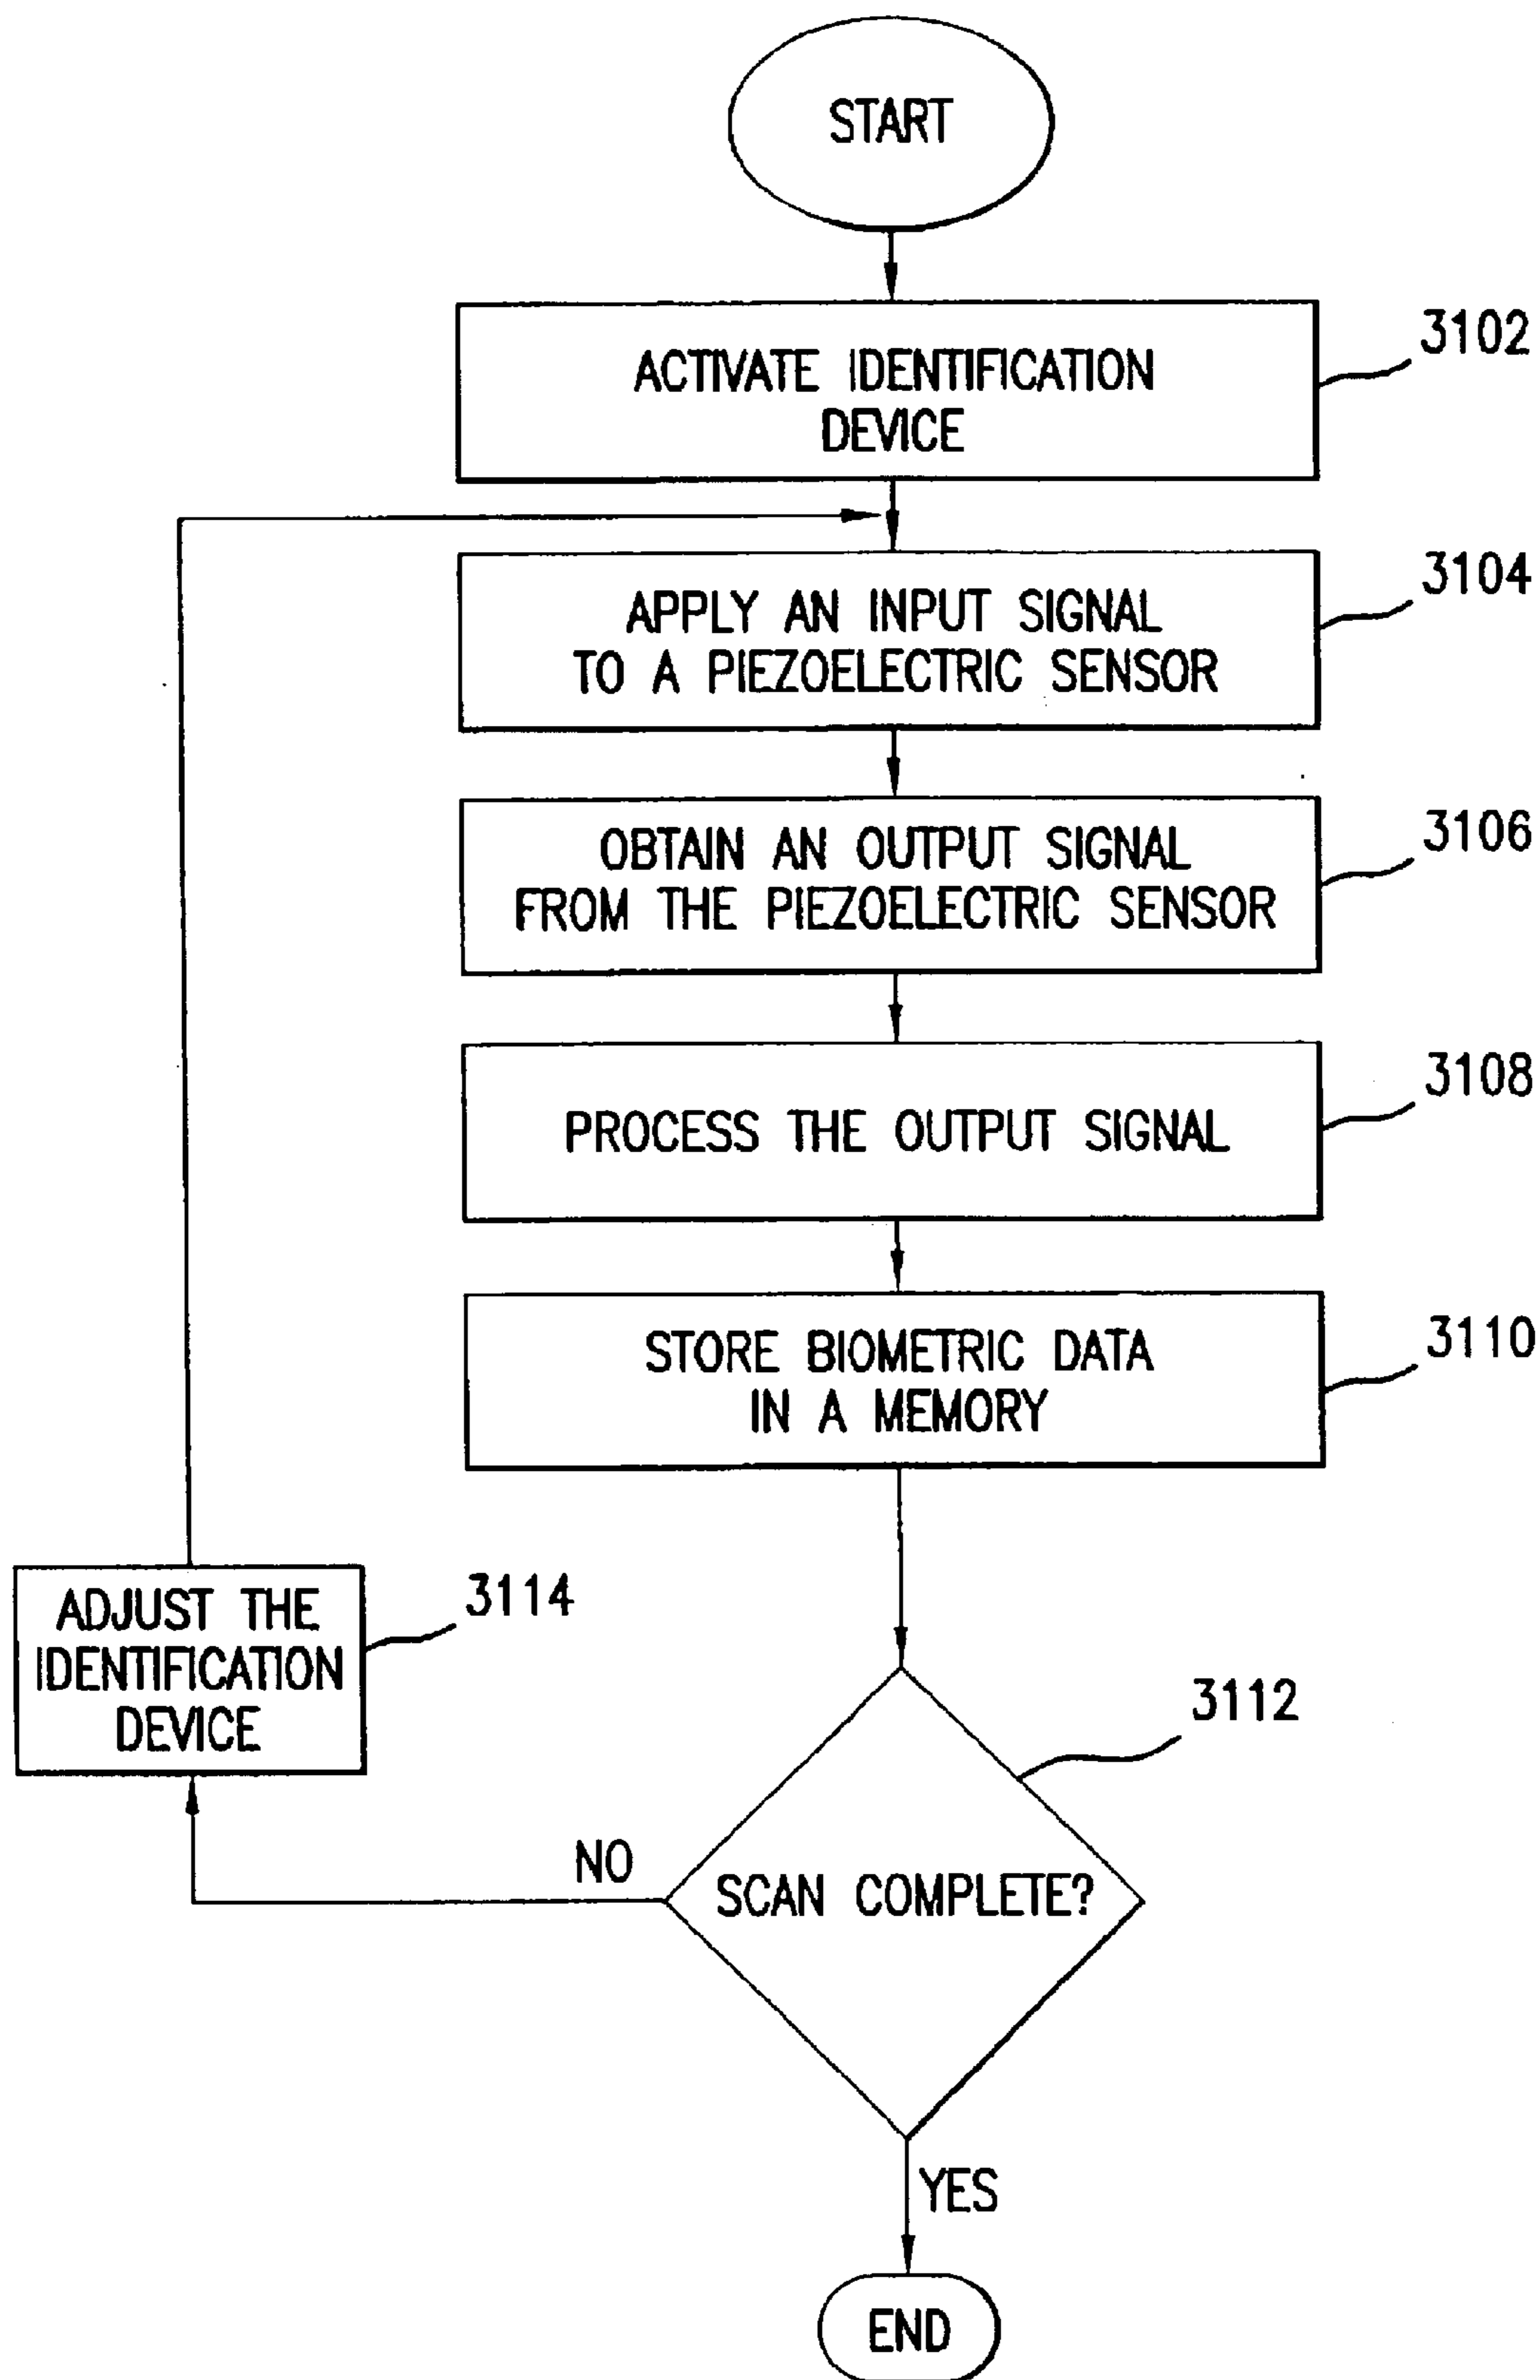 START
ACTIVATE IDENTIFICATION
DEVICE
3102
APPLY AN INPUT SIGNAL
TO A PIEZOELECTRIC SENSOR
3104
OBTAIN AN OUTPUT SIGNAL
FROM THE PIEZOELECTRIC SENSOR
3106
PROCESS THE OUTPUT SIGNAL
3108
STORE BIOMETRIC DATA
IN A MEMORY
3110
ADJUST THE
IDENTIFICATION
DEVICE
3114
3112
NO
SCAN COMPLETE?
YES
END